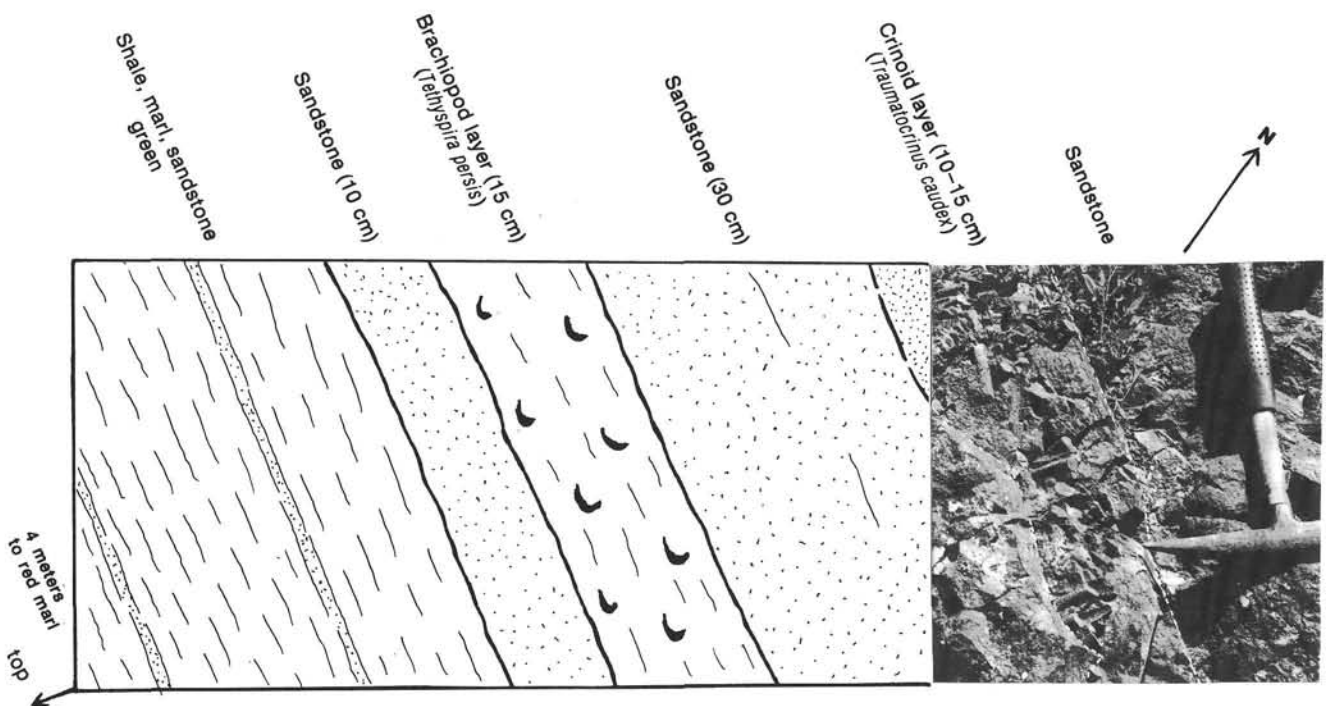 Shale, marl, sandstone
green
Sandstone (10 cm)
Brachiopod layer (15 cm)
(Tethyspira persis)
Sandstone (30 cm)
Crinoid layer (10–15 cm)
(Traumatocrinus caudex)
Sandstone
N
4 meters
to red marl
top